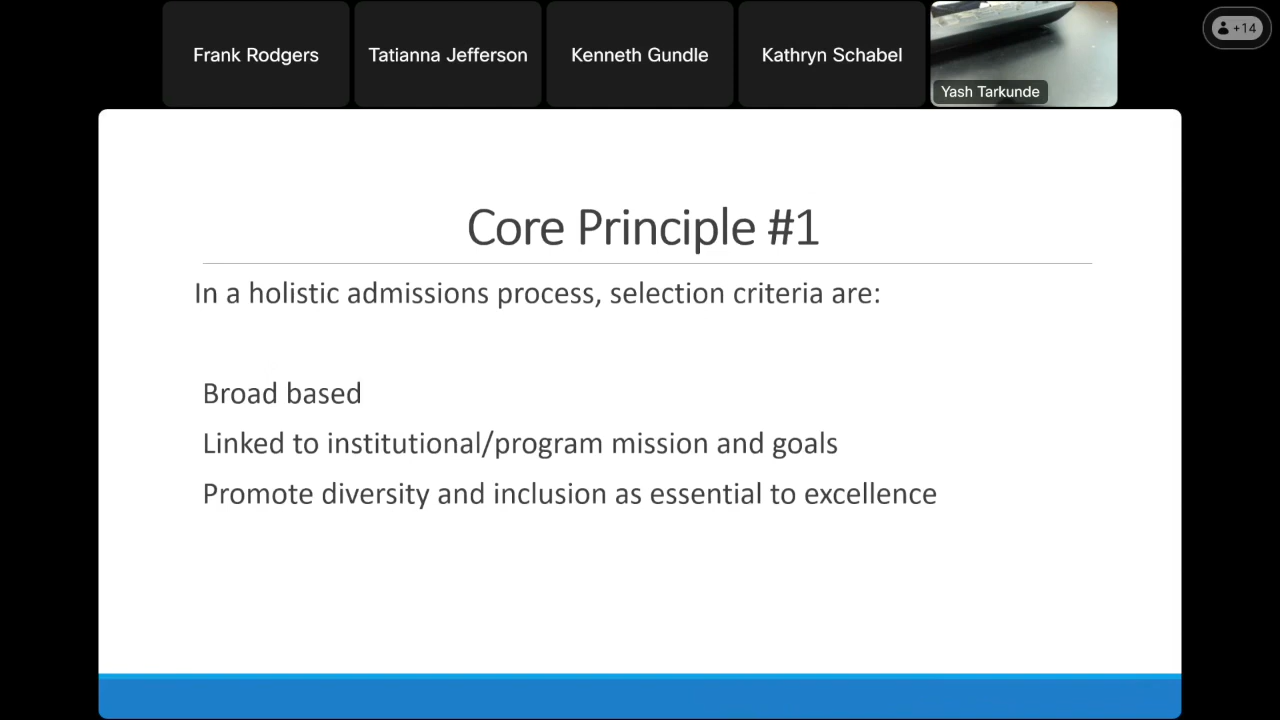 Frank Rodgers
Tatianna Jefferson
Kenneth Gundle
Kathryn Schabel
Yash Tarkunde
+14
Core Principle #1
In a holistic admissions process, selection criteria are:
Broad based
Linked to institutional/program mission and goals
Promote diversity and inclusion as essential to excellence